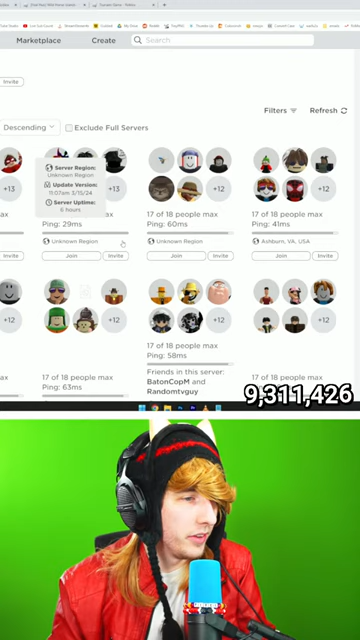 Marketplace
Create
Search
Invite
Filters
Refresh
Descending
Exclude Full Servers
Server Region:
Unknown Region
Update Version:
11:07am 3/15/24
Server Uptime:
6 hours
+13
+13
+12
+12
Ping: 29ms
17 of 18 people max
Ping: 60ms
17 of 18 people max
Ping: 41ms
Unknown Region
Unknown Region
Ashburn, VA, USA
Join
Invite
Join
Invite
Join
Invite
+12
+12
+12
+12
17 of 18 people max
Ping: 63ms
17 of 18 people max
Ping: 58ms
Friends in this server:
BatonCopM and
Randomtvguy
9,311,426